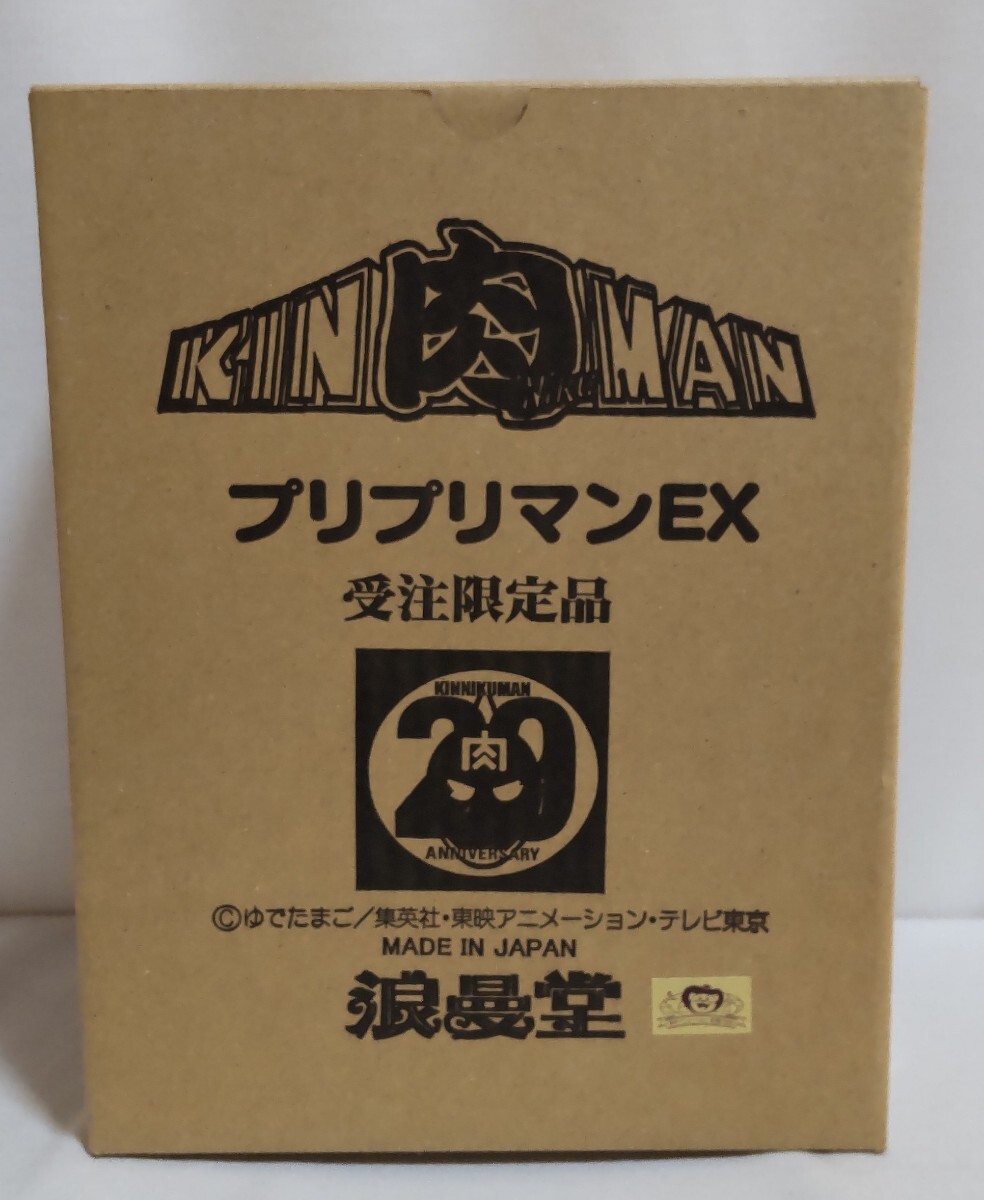 KIN肉MAN
プリプリマンEX
受注限定品
KINNIKUMAN
20
肉
ANNIVERSARY
©ゆでたまご／集英社・東映アニメーション・テレビ東京
MADE IN JAPAN
浪曼堂